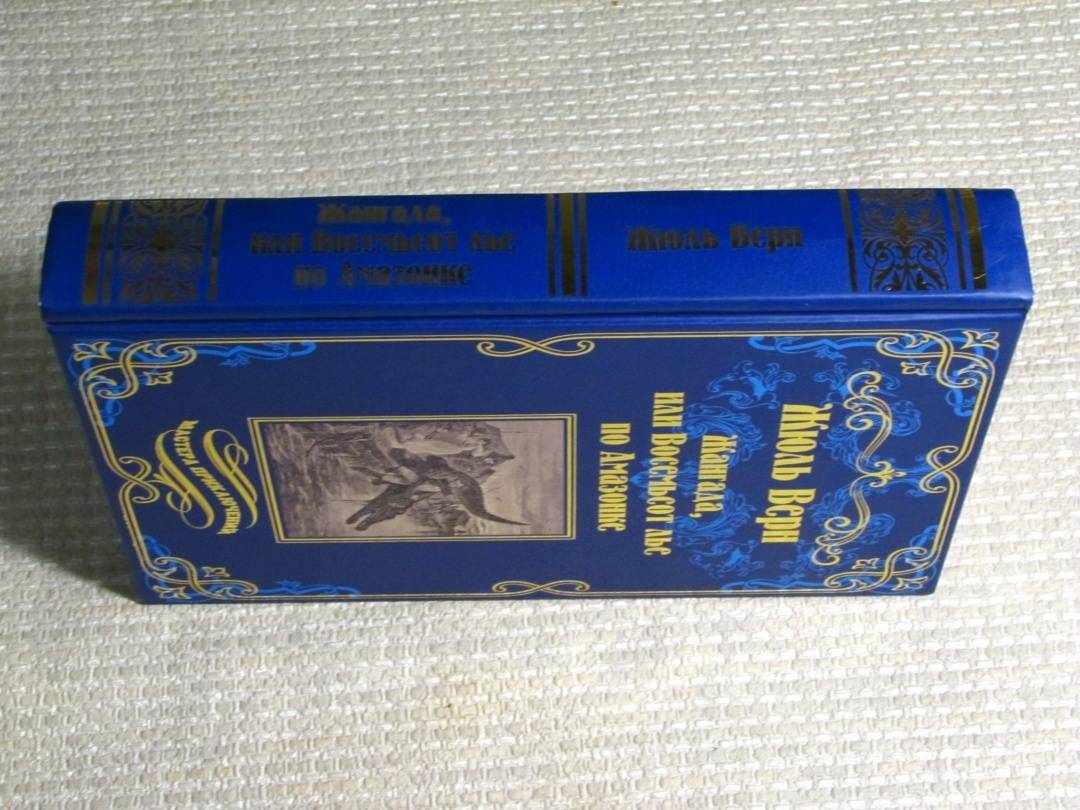 Жангада,
или Восемьсот лье
по Амазонке
Жюль Верн
Жюль Верн
Жангада,
или Восемьсот лье
по Амазонке
Мастера приключений